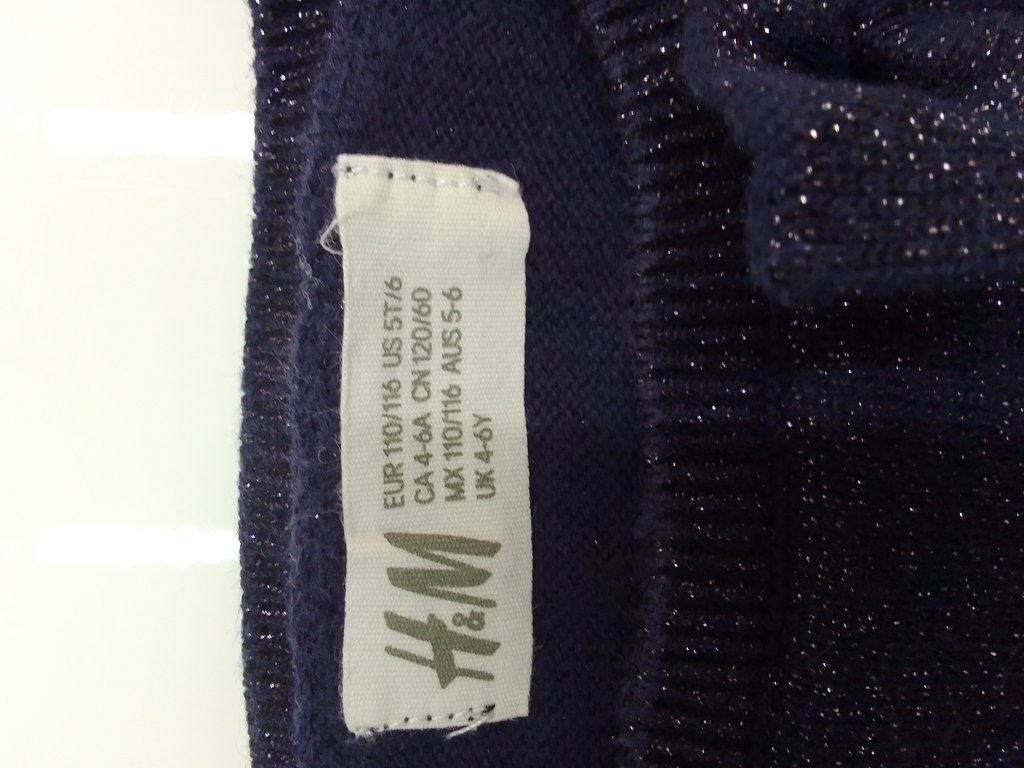 H&M
EUR 110/116 US 5T/6
CA 4-6A CN 120/60
MX 110/116 AUS 5-6
UK 4-6Y